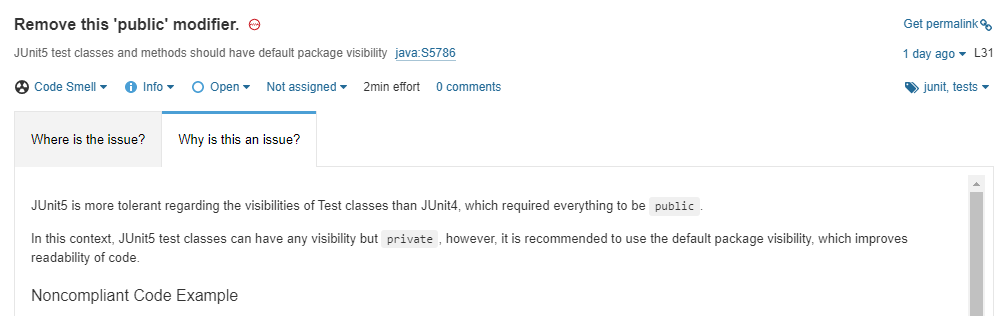 Remove this 'public' modifier.
Get permalink
JUnit5 test classes and methods should have default package visibility java:S5786
1 day ago L31
Code Smell Info Open Not assigned 2min effort 0 comments
junit, tests
Where is the issue? Why is this an issue?
JUnit5 is more tolerant regarding the visibilities of Test classes than JUnit4, which required everything to be public.
In this context, JUnit5 test classes can have any visibility but private, however, it is recommended to use the default package visibility, which improves
readability of code.
Noncompliant Code Example